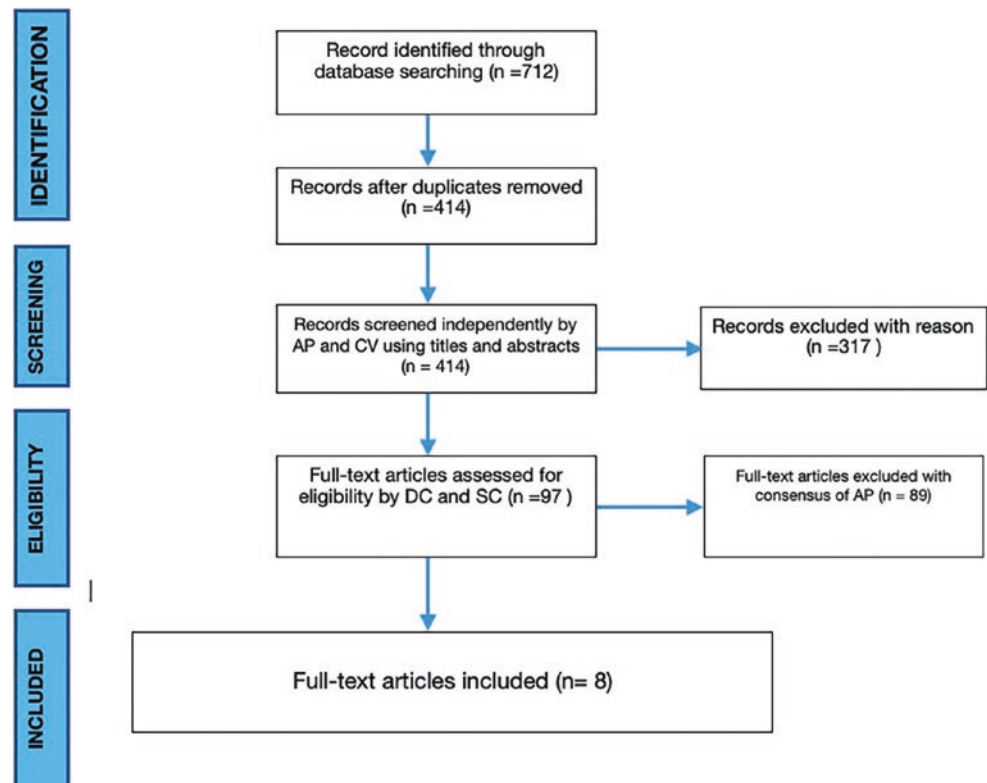 IDENTIFICATION
Record identified through
database searching (n =712)
Records after duplicates removed
(n =414)
SCREENING
Records screened independently by
AP and CV using titles and abstracts
(n = 414)
Records excluded with reason
(n =317 )
ELIGIBILITY
Full-text articles assessed for
eligibility by DC and SC (n =97 )
Full-text articles excluded with
consensus of AP (n = 89)
INCLUDED
Full-text articles included (n= 8)